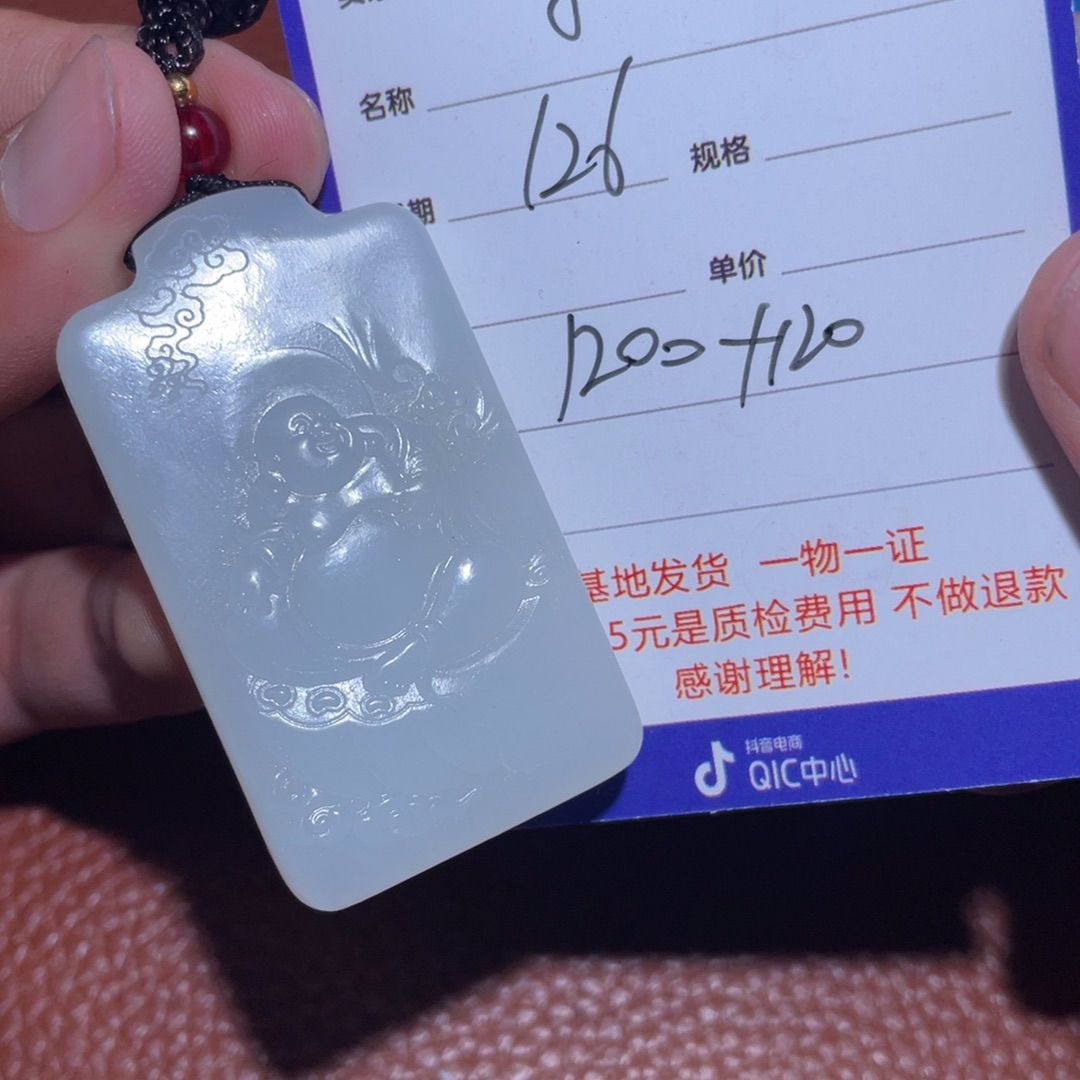 名称
126
规格
期
单价
1200+120
基地发货 一物一证
5元是质检费用 不做退款
感谢理解!
抖音电商
QIC中心